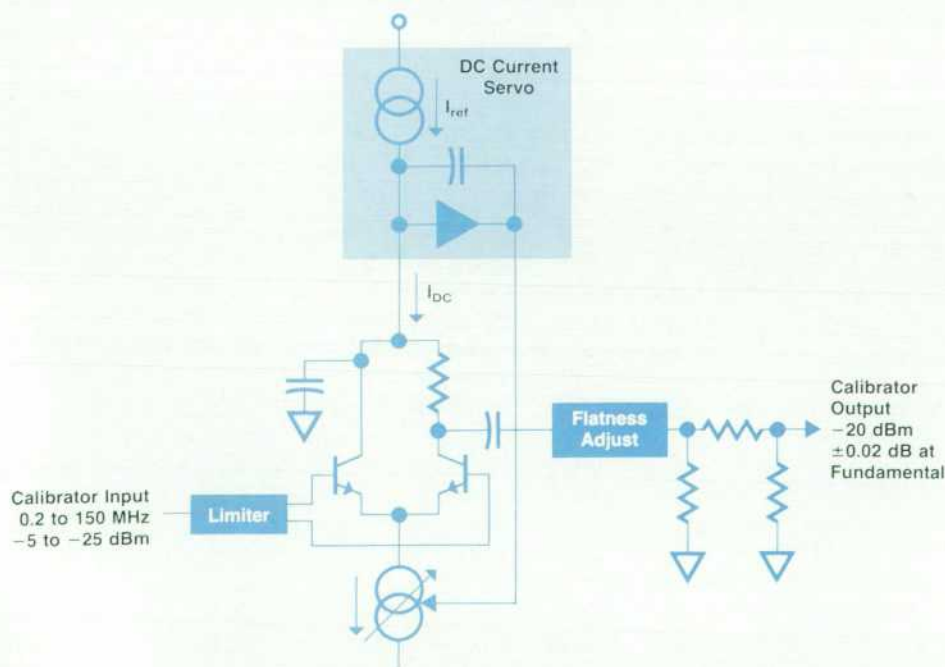 DC Current
Servo
Iref
IDC
Calibrator Input
0.2 to 150 MHz
−5 to −25 dBm
Limiter
Flatness
Adjust
Calibrator
Output
−20 dBm
±0.02 dB at
Fundamental